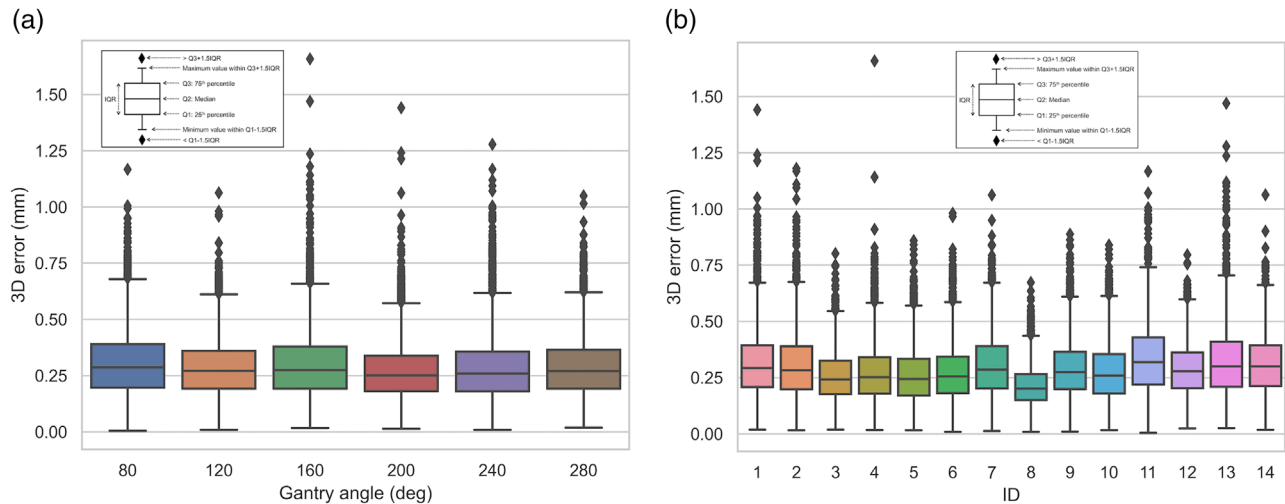 (a)
1.50
1.25
1.00
0.75
0.50
0.25
0.00
3D error (mm)
> Q3+1.5IQR
Maximum value within Q3+1.5IQR
Q3: 75th percentile
IQR
Q2: Median
Q1: 25th percentile
Minimum value within Q1-1.5IQR
< Q1-1.5IQR
80 120 160 200 240 280
Gantry angle (deg)
(b)
1.50
1.25
1.00
0.75
0.50
0.25
0.00
3D error (mm)
> Q3+1.5IQR
Maximum value within Q3+1.5IQR
Q3: 75th percentile
IQR
Q2: Median
Q1: 25th percentile
Minimum value within Q1-1.5IQR
< Q1-1.5IQR
1 2 3 4 5 6 7 8 9 10 11 12 13 14
ID